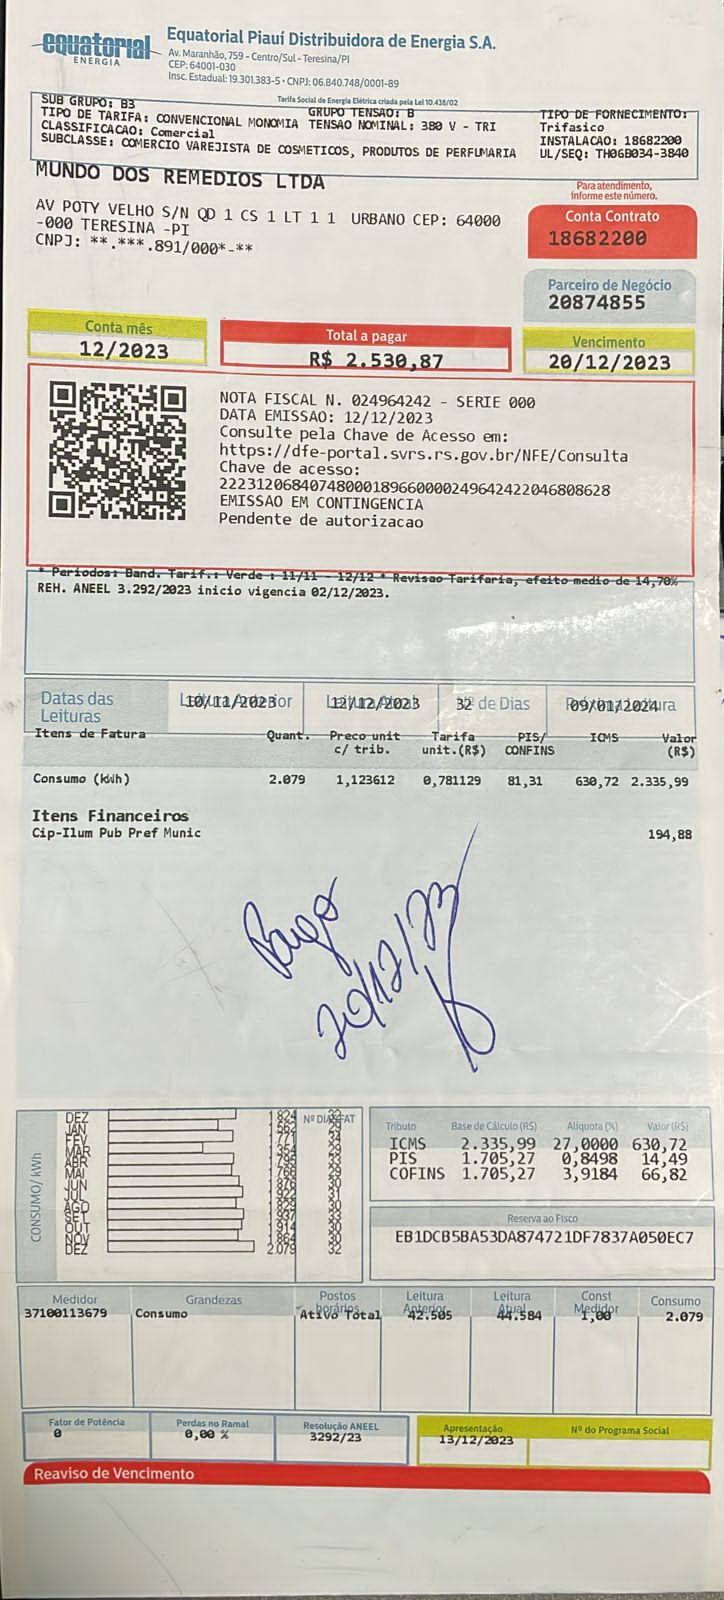 equatorial
ENERGIA
Equatorial Piauí Distribuidora de Energia S.A.
Av. Maranhão, 759 - Centro/Sul - Teresina/PI
CEP: 64001-030
Insc. Estadual: 19.301.383-5 • CNPJ: 06.840.748/0001-89
Tarifa Social de Energia Elétrica criada pela Lei 10.438/02
SUB GRUPO: B3 GRUPO TENSAO: B
TIPO DE TARIFA: CONVENCIONAL MONOMIA TENSAO NOMINAL: 380 V - TRI
CLASSIFICACAO: Comercial
SUBCLASSE: COMERCIO VAREJISTA DE COSMETICOS, PRODUTOS DE PERFUMARIA
TIPO DE FORNECIMENTO:
Trifasico
INSTALACAO: 18682200
UL/SEQ: TH06B034-3840
MUNDO DOS REMEDIOS LTDA
AV POTY VELHO S/N QD 1 CS 1 LT 1 1 URBANO CEP: 64000
-000 TERESINA -PI
CNPJ: **.***.891/000*-**
Para atendimento,
informe este número.
Conta Contrato
18682200
Parceiro de Negócio
20874855
Conta mês
12/2023
Total a pagar
R$ 2.530,87
Vencimento
20/12/2023
NOTA FISCAL N. 024964242 - SERIE 000
DATA EMISSAO: 12/12/2023
Consulte pela Chave de Acesso em:
https://dfe-portal.svrs.rs.gov.br/NFE/Consulta
Chave de acesso:
22231206840748000189660000249642422046808628
EMISSAO EM CONTINGENCIA
Pendente de autorizacao
* Periodos: Band. Tarif.: Verde : 11/11 - 12/12 * Revisao Tarifaria, efeito medio de 14,70%
REH. ANEEL 3.292/2023 inicio vigencia 02/12/2023.
Datas das Leituras
Leitura Anterior 10/11/2023
Leitura Atual 12/12/2023
Nº de Dias 32
Próxima Leitura 09/01/2024
Itens de Fatura Quant. Preco unit c/ trib. Tarifa unit.(R$) PIS/CONFINS ICMS Valor (R$)
Consumo (kWh) 2.079 1,123612 0,781129 81,31 630,72 2.335,99
Itens Financeiros
Cip-Ilum Pub Pref Munic 194,88
Pago
20/12/23
CONSUMO/ kWh
Nº DIAS FAT
DEZ 1.824 32
JAN
FEV 1.771
MAR
ABR
MAI 1.766 29
JUN 1.876 30
JUL 1.922 31
AGO 30
SET
OUT 1.914 30
NOV 1.864 30
DEZ 2.079 32
Tributo Base de Cálculo (R$) Alíquota (%) Valor (R$)
ICMS 2.335,99 27,0000 630,72
PIS 1.705,27 0,8498 14,49
COFINS 1.705,27 3,9184 66,82
Reserva ao Fisco
EB1DCB5BA53DA874721DF7837A050EC7
Medidor Grandezas Postos horários Leitura Anterior Leitura Atual Const Medidor Consumo
37100113679 Consumo Ativo Total 42.505 44.584 1,00 2.079
Fator de Potência
0
Perdas no Ramal
0,00 %
Resolução ANEEL
3292/23
Apresentação
13/12/2023
Nº do Programa Social
Reaviso de Vencimento